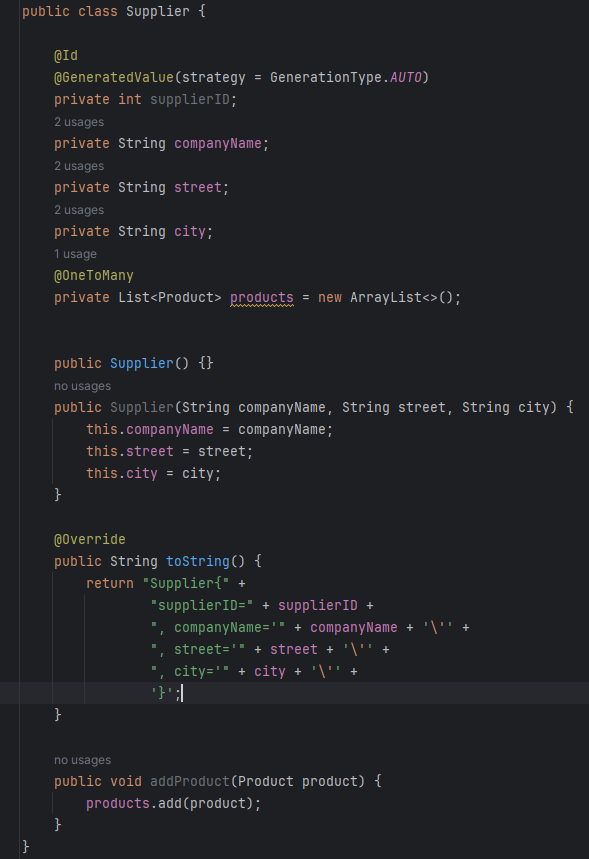 public class Supplier {
@Id
@GeneratedValue(strategy = GenerationType.AUTO)
private int supplierID;
2 usages
private String companyName;
2 usages
private String street;
2 usages
private String city;
1 usage
@OneToMany
private List<Product> products = new ArrayList<>();
public Supplier() {}
no usages
public Supplier(String companyName, String street, String city) {
this.companyName = companyName;
this.street = street;
this.city = city;
}
@Override
public String toString() {
return "Supplier{" +
"supplierID=" + supplierID +
", companyName='" + companyName + '\'' +
", street='" + street + '\'' +
", city='" + city + '\'' +
'}';
}
no usages
public void addProduct(Product product) {
products.add(product);
}
}